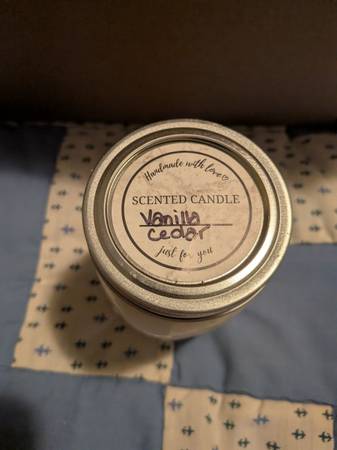 Handmade with love♡
SCENTED CANDLE
Vanilla
Cedar
Just for you